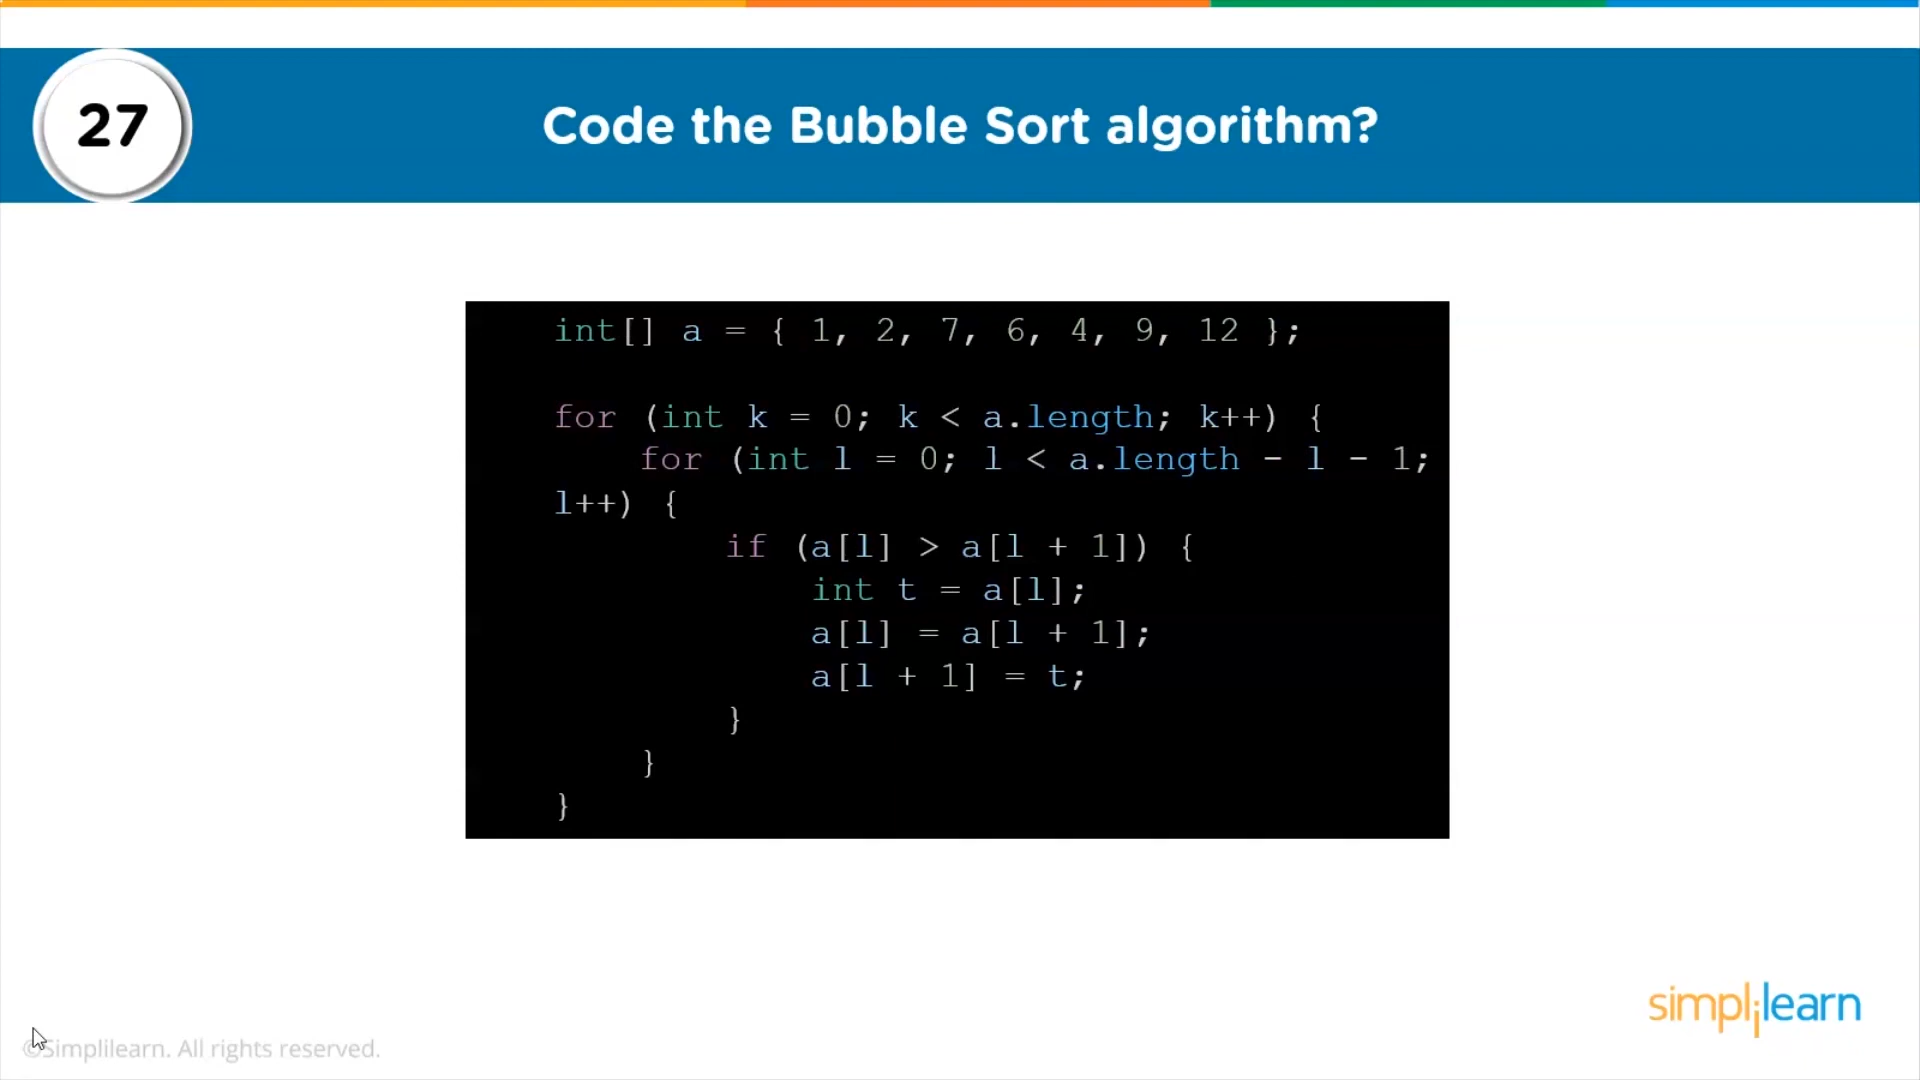 27
Code the Bubble Sort algorithm?
int[] a = { 1, 2, 7, 6, 4, 9, 12 };
for (int k = 0; k < a.length; k++) {
for (int l = 0; l < a.length - l - 1;
l++) {
if (a[l] > a[l + 1]) {
int t = a[l];
a[l] = a[l + 1];
a[l + 1] = t;
}
}
}
simplilearn
©Simplilearn. All rights reserved.